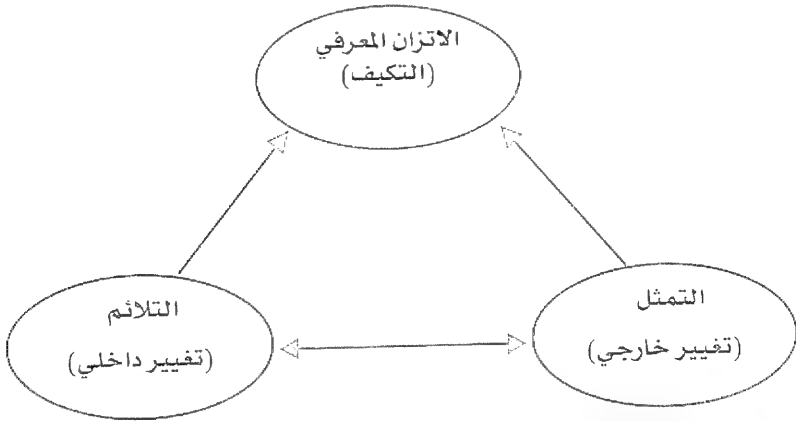 الاتزان المعرفي
(التكيف)
التمثل
(تغيير خارجي)
التلائم
(تغيير داخلي)